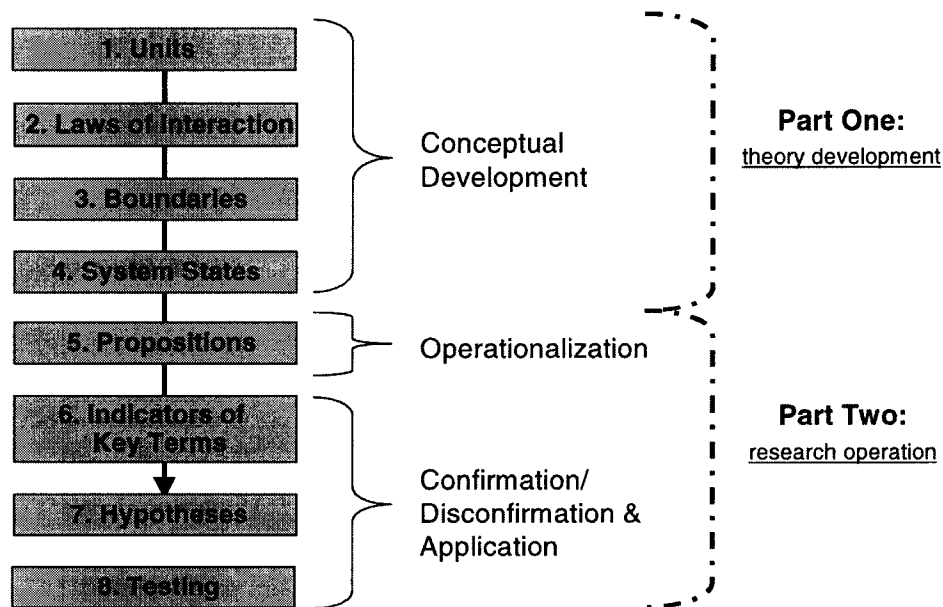 1. Units
2. Laws of Interaction
3. Boundaries
4. System States
5. Propositions
6. Indicators of
Key Terms
7. Hypotheses
8. Testing
Conceptual
Development
Operationalization
Confirmation/
Disconfirmation &
Application
Part One:
theory development
Part Two:
research operation